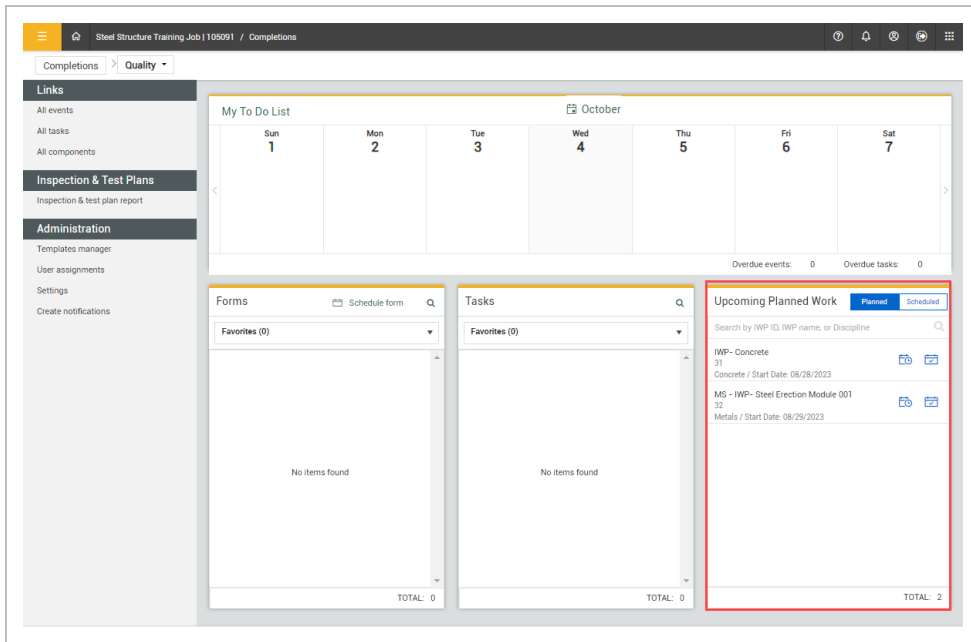 Steel Structure Training Job | 105091 / Completions
Completions > Quality
Links
All events
All tasks
All components
Inspection & Test Plans
Inspection & test plan report
Administration
Templates manager
User assignments
Settings
Create notifications
My To Do List
October
Sun Mon Tue Wed Thu Fri Sat
1 2 3 4 5 6 7
Overdue events: 0 Overdue tasks: 0
Forms
Schedule form
Favorites (0)
No items found
TOTAL: 0
Tasks
Favorites (0)
No items found
TOTAL: 0
Upcoming Planned Work
Planned Scheduled
Search by IWP ID, IWP name, or Discipline
IWP- Concrete
31
Concrete / Start Date: 08/28/2023
MS - IWP- Steel Erection Module 001
32
Metals / Start Date: 08/29/2023
TOTAL: 2